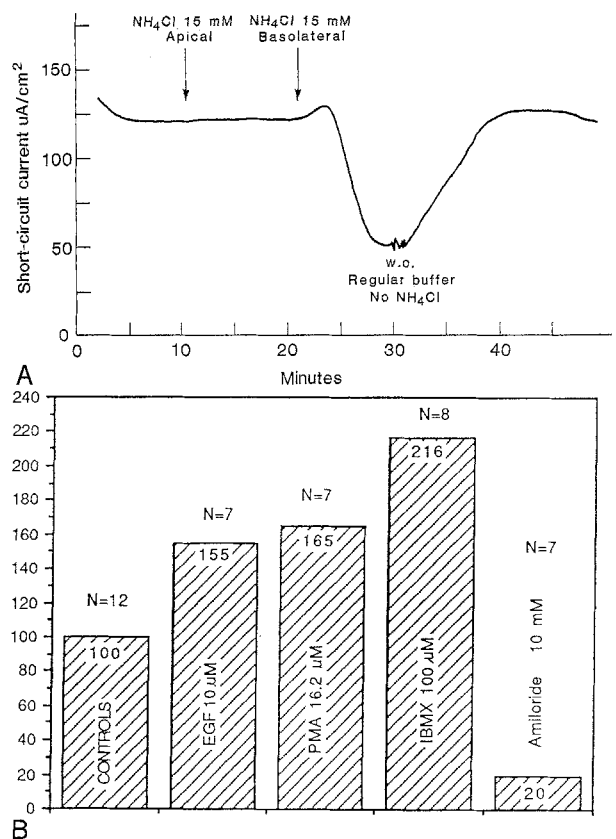 NH₄Cl 15 mM
Apical
NH₄Cl 15 mM
Basolateral
Short-circuit current uA/cm²
150
100
50
0
0
10
20
30
40
w.o.
Regular buffer
No NH₄Cl
Minutes
A
240
220
200
180
160
140
120
100
80
60
40
20
0
N=12
100
CONTROLS
N=7
155
EGF 10 uM
N=7
165
PMA 16.2 uM
N=8
216
IBMX 100 uM
N=7
Amiloride 10 mM
20
B